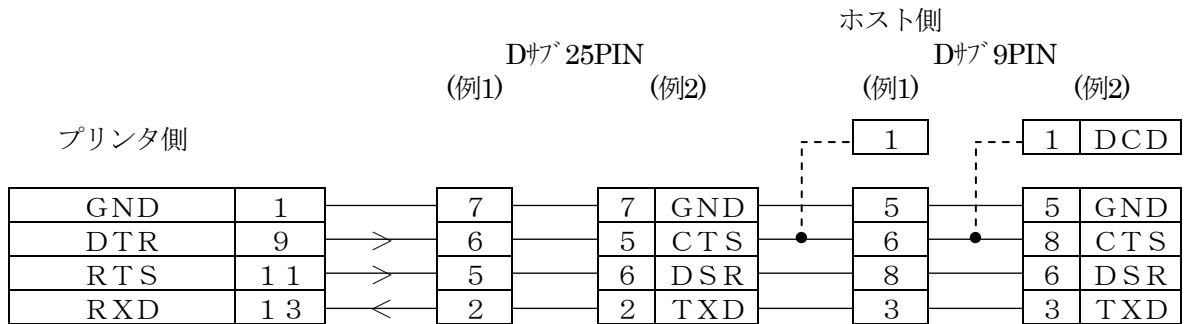 ホスト側
Dｻﾌﾞ25PIN Dｻﾌﾞ9PIN
(例1) (例2) (例1) (例2)
プリンタ側 1 1 DCD
GND 1 7 7 GND 5 5 GND
DTR 9 6 5 CTS 6 8 CTS
RTS 11 5 6 DSR 8 6 DSR
RXD 13 2 2 TXD 3 3 TXD